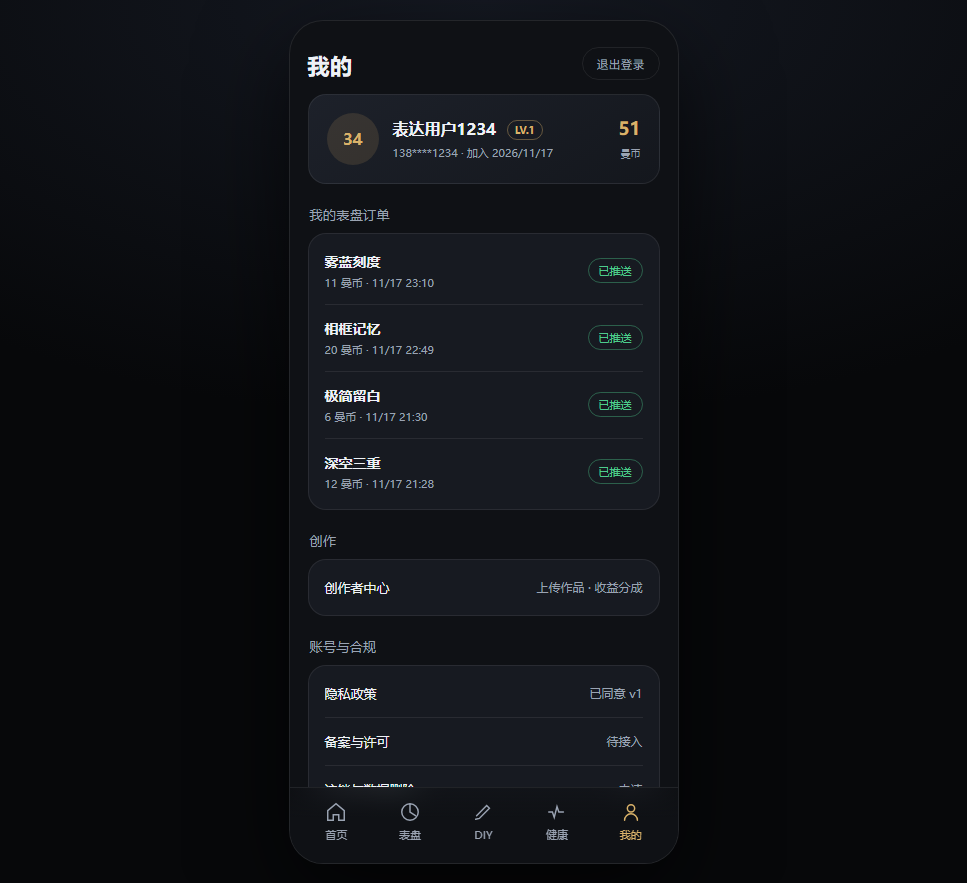 我的
退出登录
34
表达用户1234
LV.1
138****1234 · 加入 2026/11/17
51
曼币
我的表盘订单
雾蓝刻度
11 曼币 · 11/17 23:10
已推送
相框记忆
20 曼币 · 11/17 22:49
已推送
极简留白
6 曼币 · 11/17 21:30
已推送
深空三重
12 曼币 · 11/17 21:28
已推送
创作
创作者中心
上传作品 · 收益分成
账号与合规
隐私政策
已同意 v1
备案与许可
待接入
首页
表盘
DIY
健康
我的